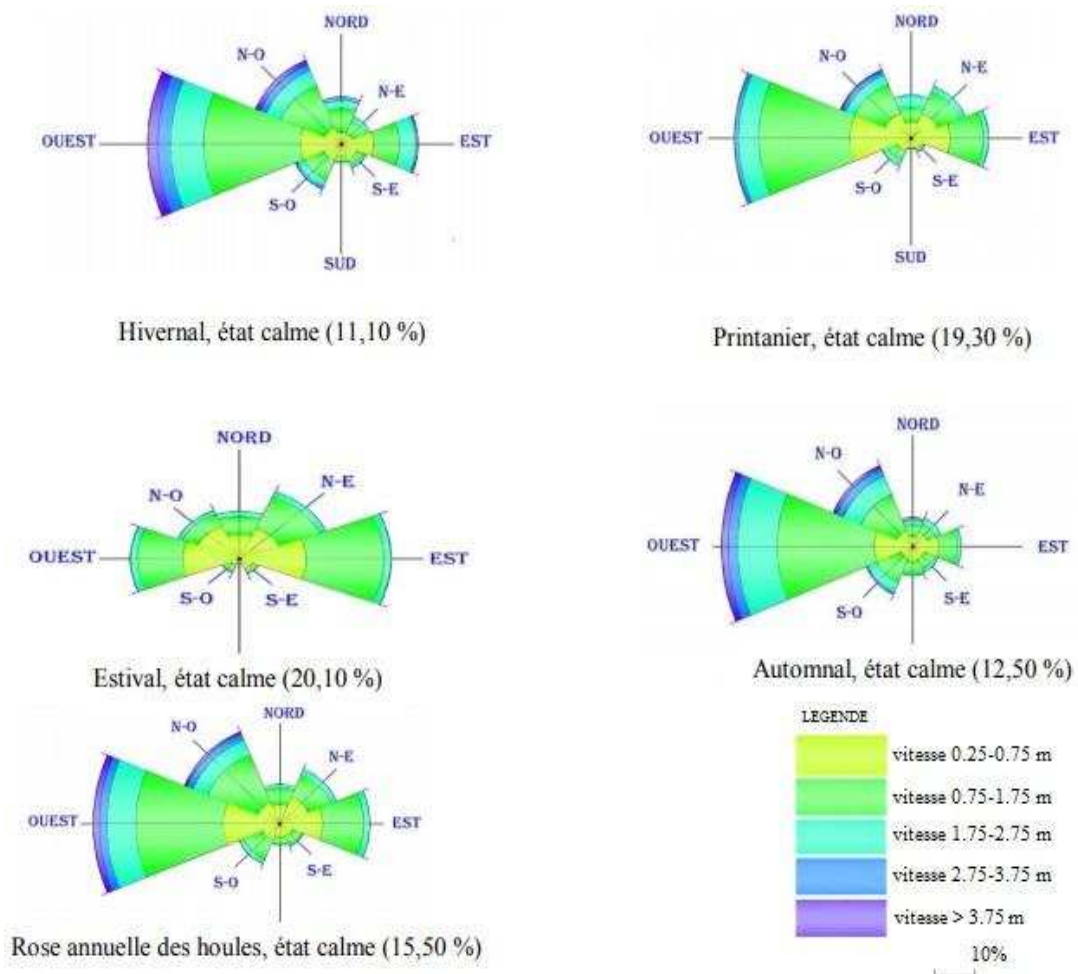 NORD
N-O
N-E
OUEST
EST
S-O
S-E
SUD
Hivernal, état calme (11,10 %)
NORD
N-O
N-E
OUEST
EST
S-O
S-E
SUD
Printanier, état calme (19,30 %)
NORD
N-O
N-E
OUEST
EST
S-O
S-E
Estival, état calme (20,10 %)
NORD
N-O
N-E
OUEST
EST
S-O
S-E
Automnal, état calme (12,50 %)
NORD
N-O
N-E
OUEST
EST
S-O
S-E
Rose annuelle des houles, état calme (15,50 %)
LEGENDE
vitesse 0.25-0.75 m
vitesse 0.75-1.75 m
vitesse 1.75-2.75 m
vitesse 2.75-3.75 m
vitesse > 3.75 m
10%